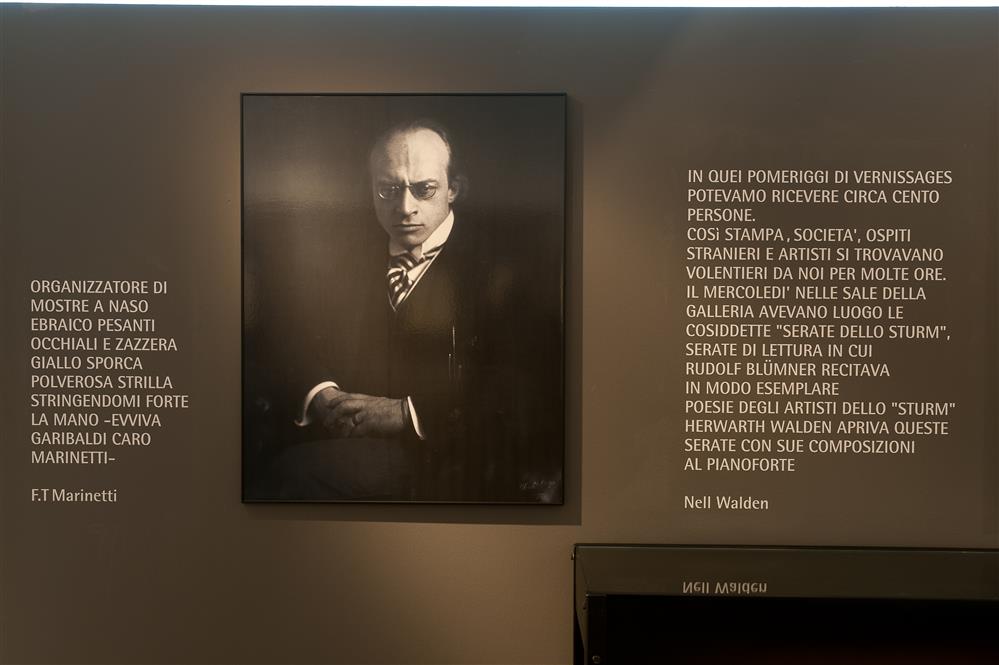 ORGANIZZATORE DI
MOSTRE A NASO
EBRAICO PESANTI
OCCHIALI E ZAZZERA
GIALLO SPORCA
POLVEROSA STRILLA
STRINGENDOMI FORTE
LA MANO -EVVIVA
GARIBALDI CARO
MARINETTI-
F.T Marinetti
IN QUEI POMERIGGI DI VERNISSAGES
POTEVAMO RICEVERE CIRCA CENTO
PERSONE.
COSì STAMPA, SOCIETA', OSPITI
STRANIERI E ARTISTI SI TROVAVANO
VOLENTIERI DA NOI PER MOLTE ORE.
IL MERCOLEDI' NELLE SALE DELLA
GALLERIA AVEVANO LUOGO LE
COSIDDETTE "SERATE DELLO STURM",
SERATE DI LETTURA IN CUI
RUDOLF BLÜMNER RECITAVA
IN MODO ESEMPLARE
POESIE DEGLI ARTISTI DELLO "STURM"
HERWARTH WALDEN APRIVA QUESTE
SERATE CON SUE COMPOSIZIONI
AL PIANOFORTE
Nell Walden
Nell Walden